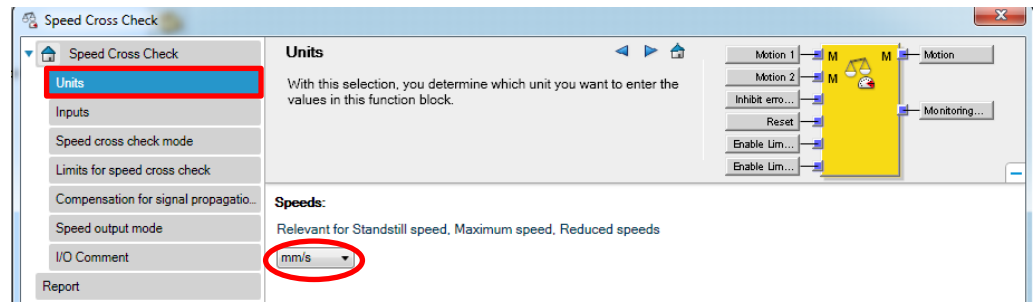 Speed Cross Check
Speed Cross Check
Units
Inputs
Speed cross check mode
Limits for speed cross check
Compensation for signal propagatio...
Speed output mode
I/O Comment
Report
Units
With this selection, you determine which unit you want to enter the
values in this function block.
Motion 1
Motion 2
Inhibit erro...
Reset
Enable Lim...
Enable Lim...
M
M
M
Motion
Monitoring...
Speeds:
Relevant for Standstill speed, Maximum speed, Reduced speeds
mm/s